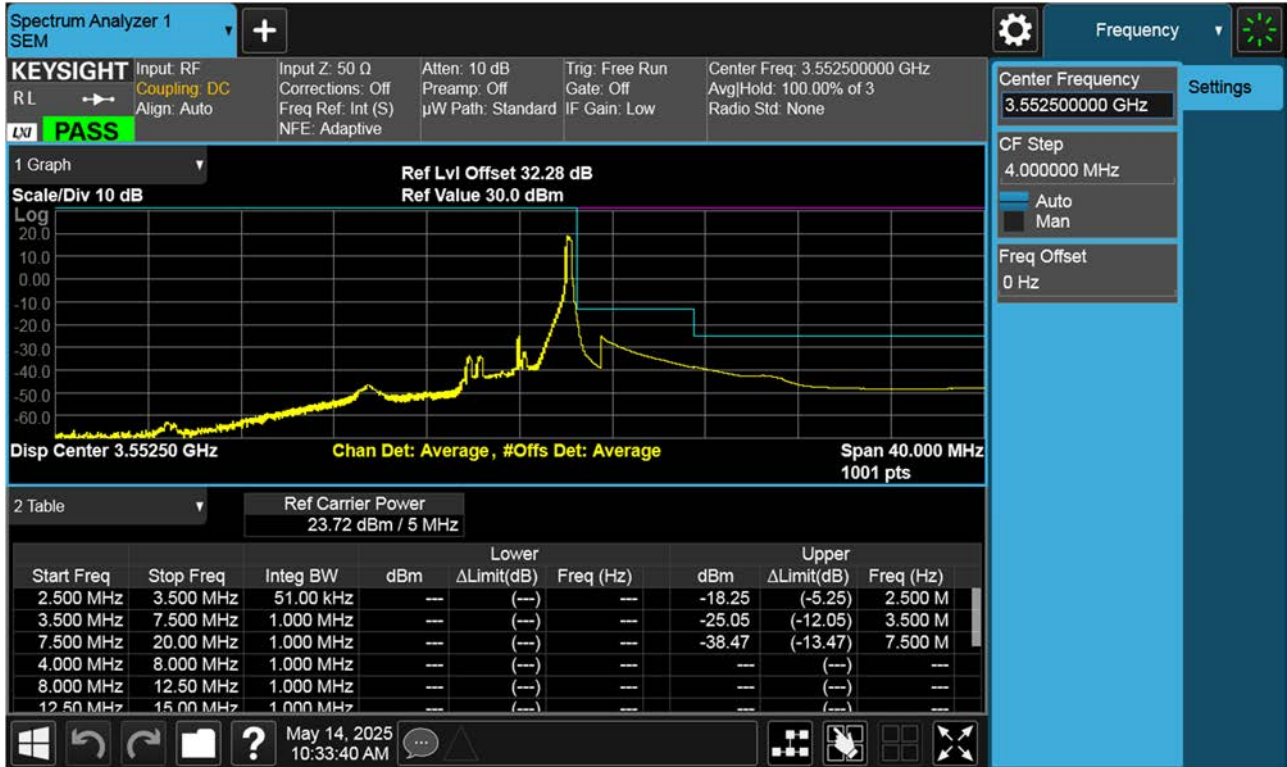 Spectrum Analyzer 1
SEM
Frequency
KEYSIGHT
RL
LXI PASS
Input: RF
Coupling: DC
Align: Auto
Input Z: 50 Ω
Corrections: Off
Freq Ref: Int (S)
NFE: Adaptive
Atten: 10 dB
Preamp: Off
µW Path: Standard
Trig: Free Run
Gate: Off
IF Gain: Low
Center Freq: 3.552500000 GHz
Avg|Hold: 100.00% of 3
Radio Std: None
Center Frequency
3.552500000 GHz
Settings
CF Step
4.000000 MHz
Auto
Man
Freq Offset
0 Hz
1 Graph
Ref Lvl Offset 32.28 dB
Scale/Div 10 dB
Ref Value 30.0 dBm
Log
20.0
10.0
0.00
-10.0
-20.0
-30.0
-40.0
-50.0
-60.0
Disp Center 3.55250 GHz
Chan Det: Average, #Offs Det: Average
Span 40.000 MHz
1001 pts
2 Table
Ref Carrier Power
23.72 dBm / 5 MHz
Lower Upper
Start Freq Stop Freq Integ BW dBm ΔLimit(dB) Freq (Hz) dBm ΔLimit(dB) Freq (Hz)
2.500 MHz 3.500 MHz 51.00 kHz --- (---) --- -18.25 (-5.25) 2.500 M
3.500 MHz 7.500 MHz 1.000 MHz --- (---) --- -25.05 (-12.05) 3.500 M
7.500 MHz 20.00 MHz 1.000 MHz --- (---) --- -38.47 (-13.47) 7.500 M
4.000 MHz 8.000 MHz 1.000 MHz --- (---) --- --- (---) ---
8.000 MHz 12.50 MHz 1.000 MHz --- (---) --- --- (---) ---
12.50 MHz 15.00 MHz 1.000 MHz --- (---) --- --- (---) ---
May 14, 2025
10:33:40 AM